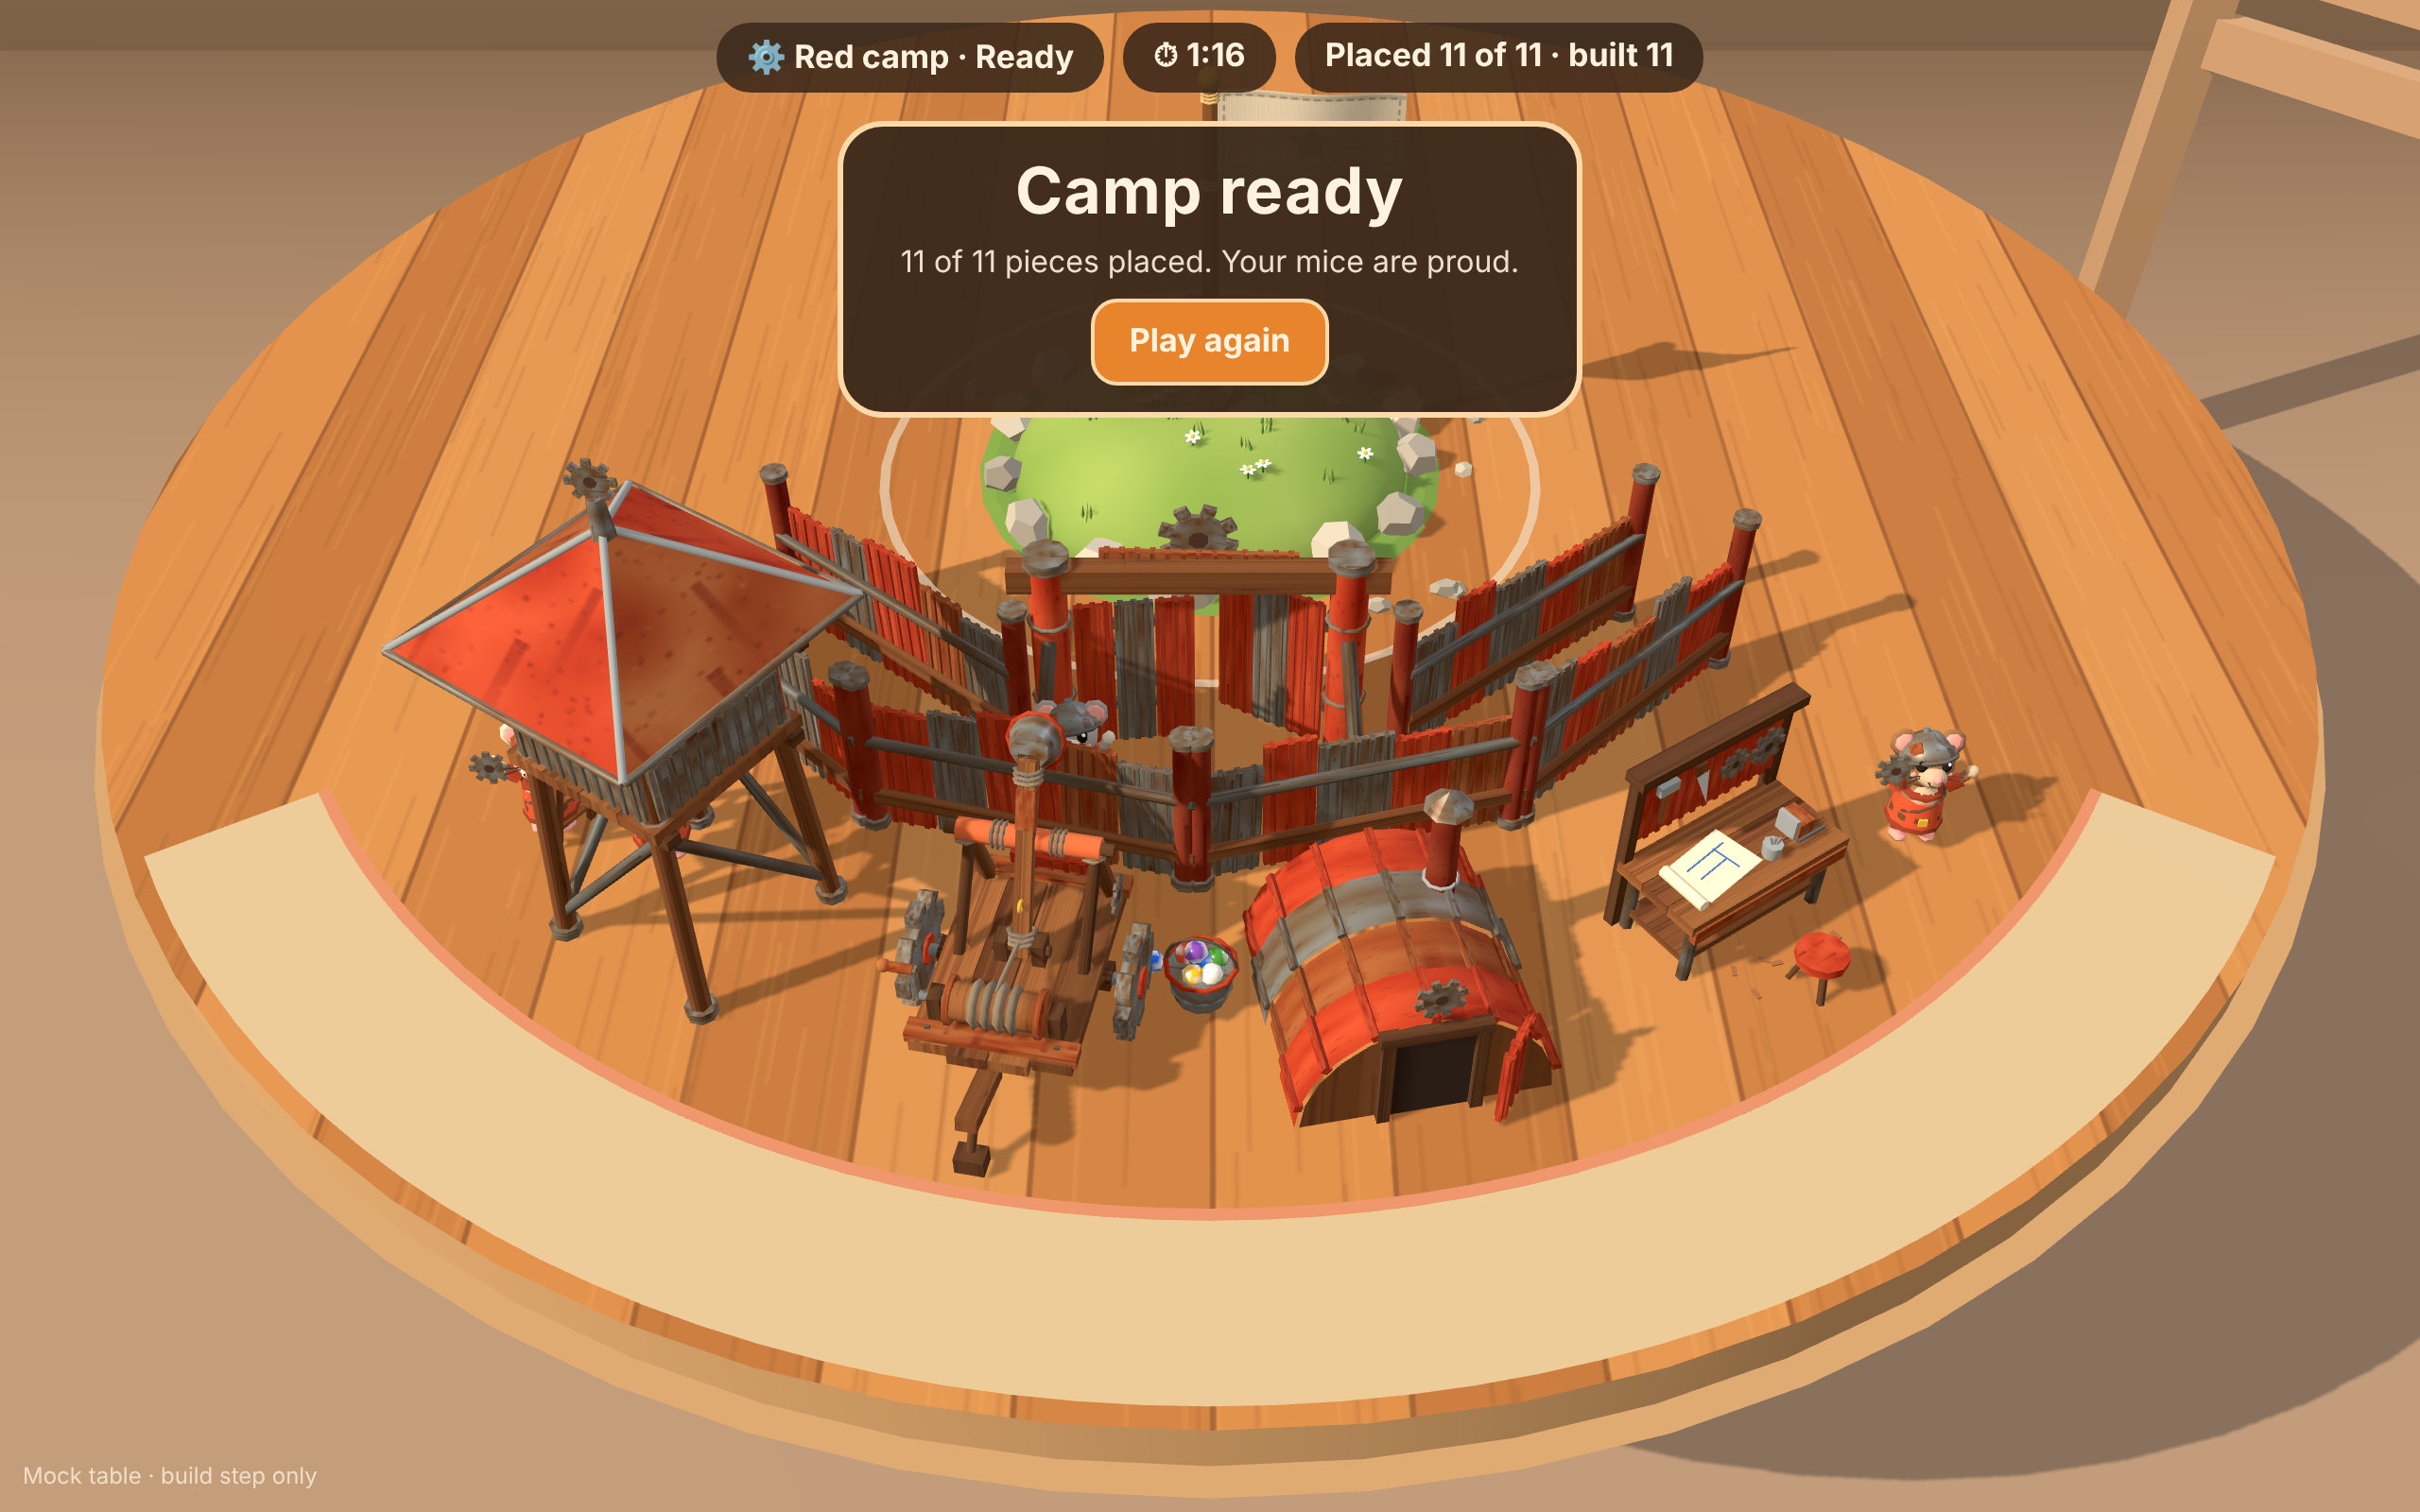 ⚙️ Red camp · Ready
⏱ 1:16
Placed 11 of 11 · built 11
Camp ready
11 of 11 pieces placed. Your mice are proud.
Play again
Mock table · build step only